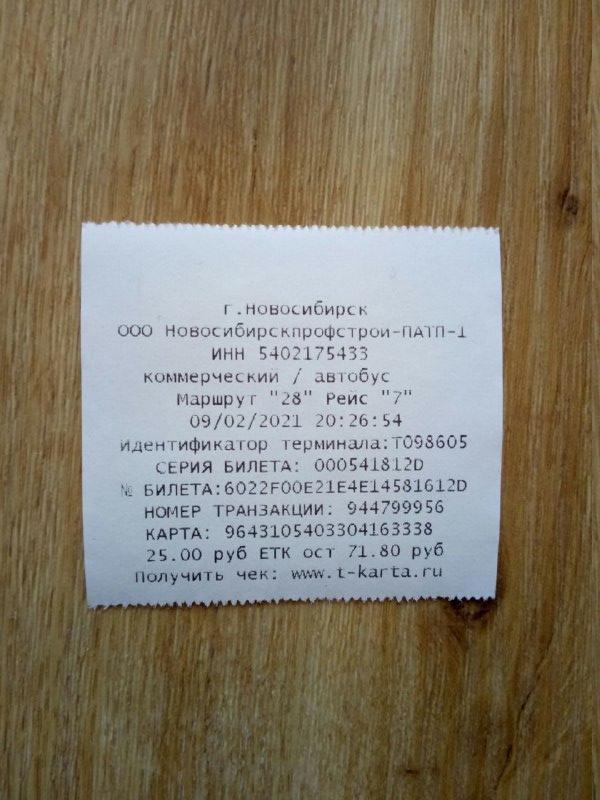 г.Новосибирск
ООО Новосибирскпрофстрои-ПАТП-1
ИНН 5402175433
коммерческий / автобус
Маршрут "28" Рейс "7"
09/02/2021 20:26:54
Идентификатор терминала:T098605
СЕРИЯ БИЛЕТА: 000541812D
№ БИЛЕТА:6022F00E21E4E14581612D
НОМЕР ТРАНЗАКЦИИ: 944799956
КАРТА: 9643105403304163338
25.00 руб ЕТК ост 71.80 руб
Получить чек: www.t-karta.ru